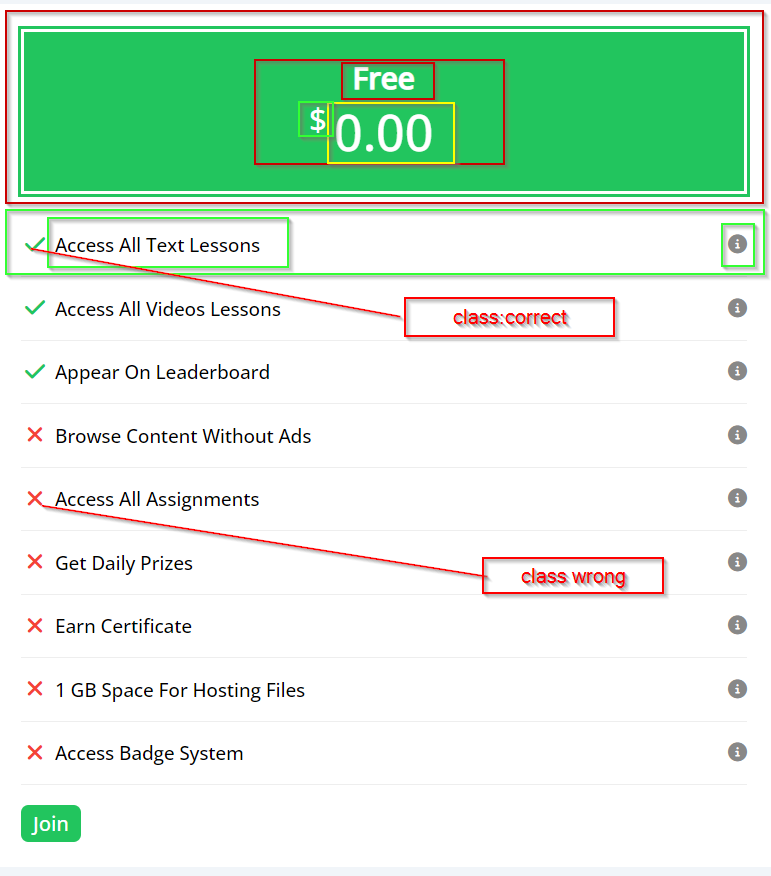 Free
$
0.00
Access All Text Lessons
Access All Videos Lessons
class:correct
Appear On Leaderboard
Browse Content Without Ads
Access All Assignments
Get Daily Prizes
class wrong
Earn Certificate
1 GB Space For Hosting Files
Access Badge System
Join